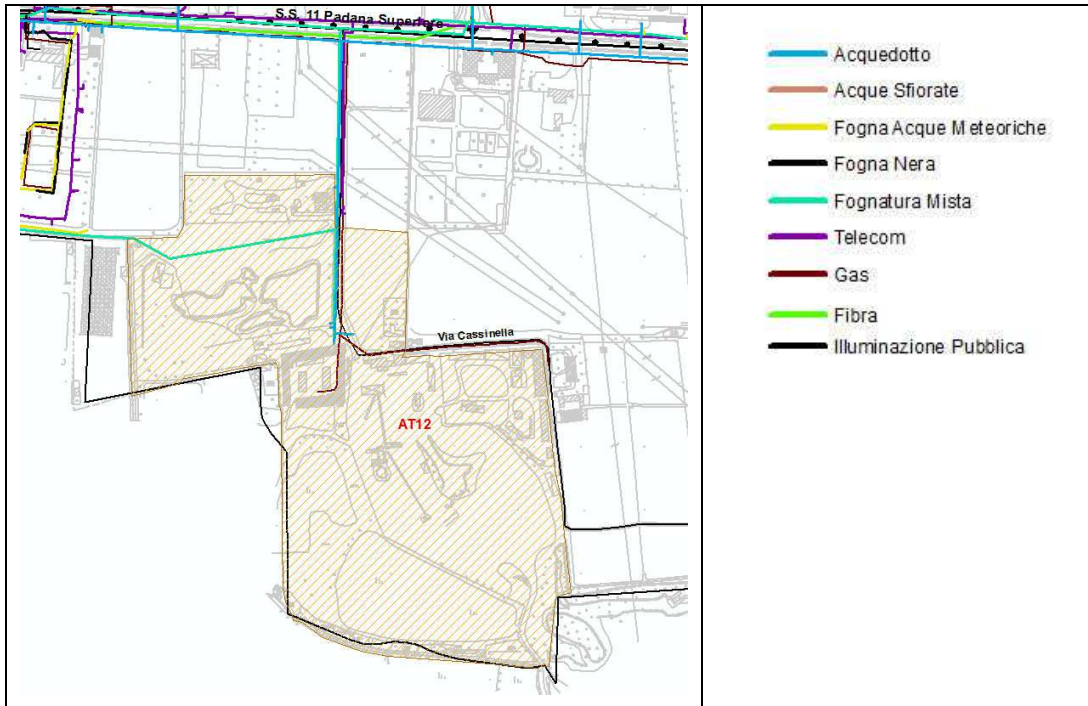 S.S. 11 Padana Superiore
Via Cassinella
AT12
Acquedotto
Acque Sfiorate
Fogna Acque Meteoriche
Fogna Nera
Fognatura Mista
Telecom
Gas
Fibra
Illuminazione Pubblica